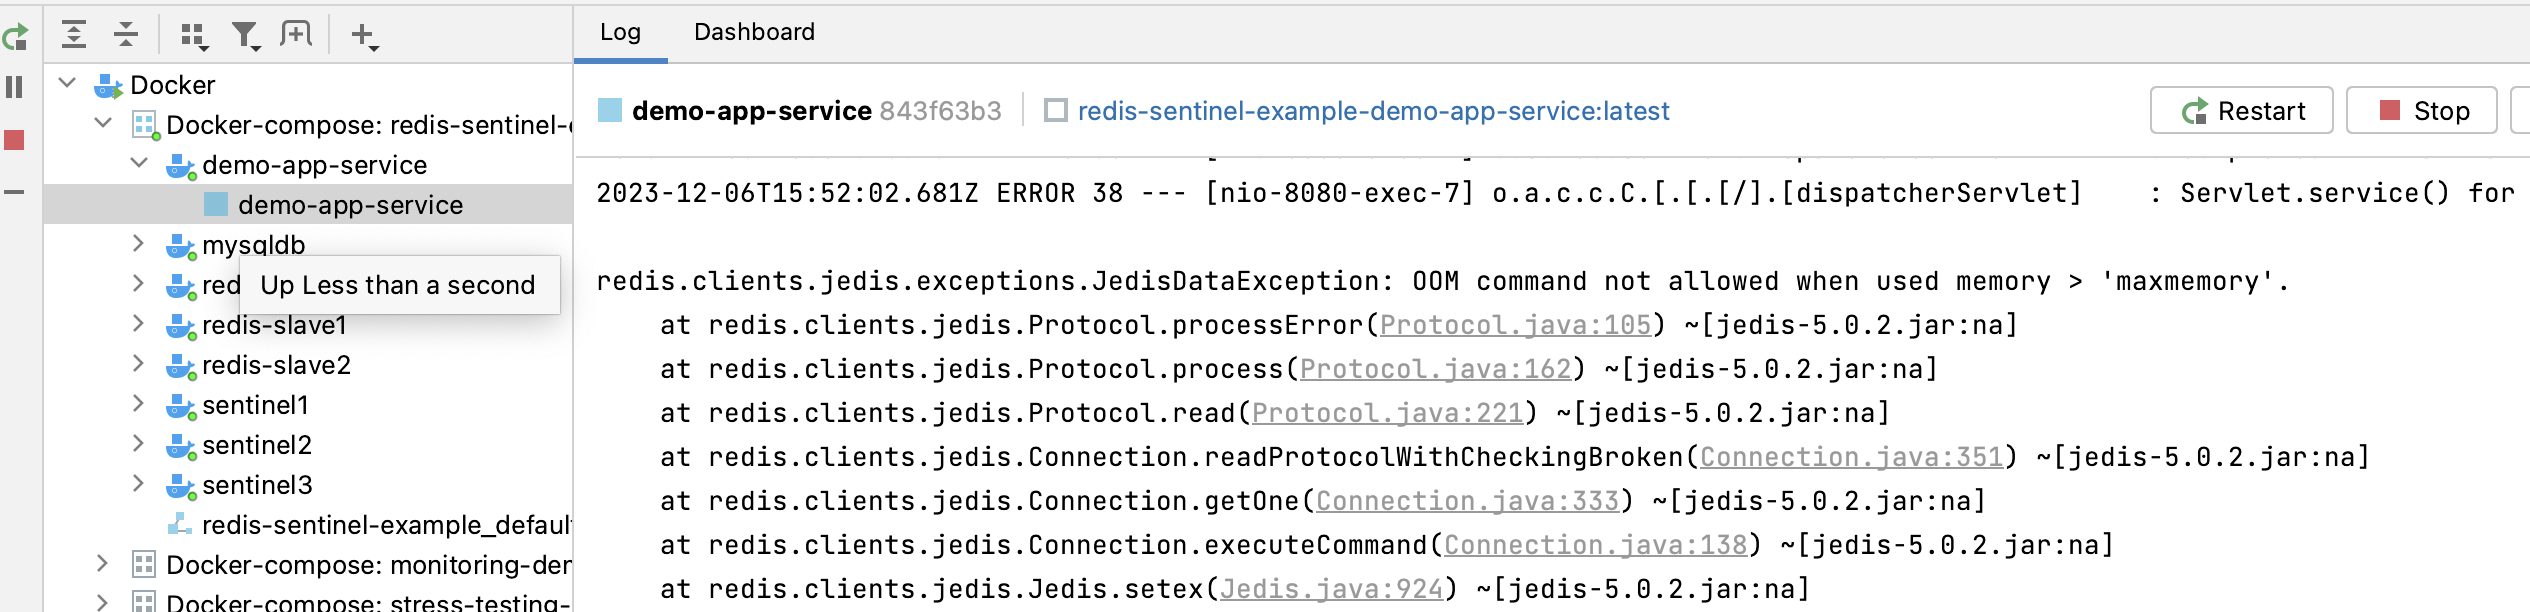 Log Dashboard
Docker
Docker-compose: redis-sentinel-
demo-app-service
demo-app-service
mysqldb
red
Up Less than a second
redis-slave1
redis-slave2
sentinel1
sentinel2
sentinel3
redis-sentinel-example_defaul
Docker-compose: monitoring-der
Docker-compose: stress-testing-
demo-app-service 843f63b3 redis-sentinel-example-demo-app-service:latest Restart Stop
2023-12-06T15:52:02.681Z ERROR 38 --- [nio-8080-exec-7] o.a.c.c.C.[.[.[/].[dispatcherServlet] : Servlet.service() for
redis.clients.jedis.exceptions.JedisDataException: OOM command not allowed when used memory > 'maxmemory'.
at redis.clients.jedis.Protocol.processError(Protocol.java:105) ~[jedis-5.0.2.jar:na]
at redis.clients.jedis.Protocol.process(Protocol.java:162) ~[jedis-5.0.2.jar:na]
at redis.clients.jedis.Protocol.read(Protocol.java:221) ~[jedis-5.0.2.jar:na]
at redis.clients.jedis.Connection.readProtocolWithCheckingBroken(Connection.java:351) ~[jedis-5.0.2.jar:na]
at redis.clients.jedis.Connection.getOne(Connection.java:333) ~[jedis-5.0.2.jar:na]
at redis.clients.jedis.Connection.executeCommand(Connection.java:138) ~[jedis-5.0.2.jar:na]
at redis.clients.jedis.Jedis.setex(Jedis.java:924) ~[jedis-5.0.2.jar:na]